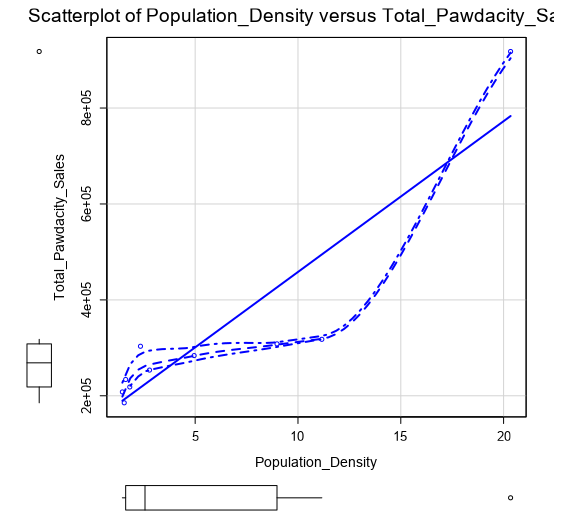 Scatterplot of Population_Density versus Total_Pawdacity_Sa
8e+05
6e+05
4e+05
2e+05
Total_Pawdacity_Sales
5 10 15 20
Population_Density